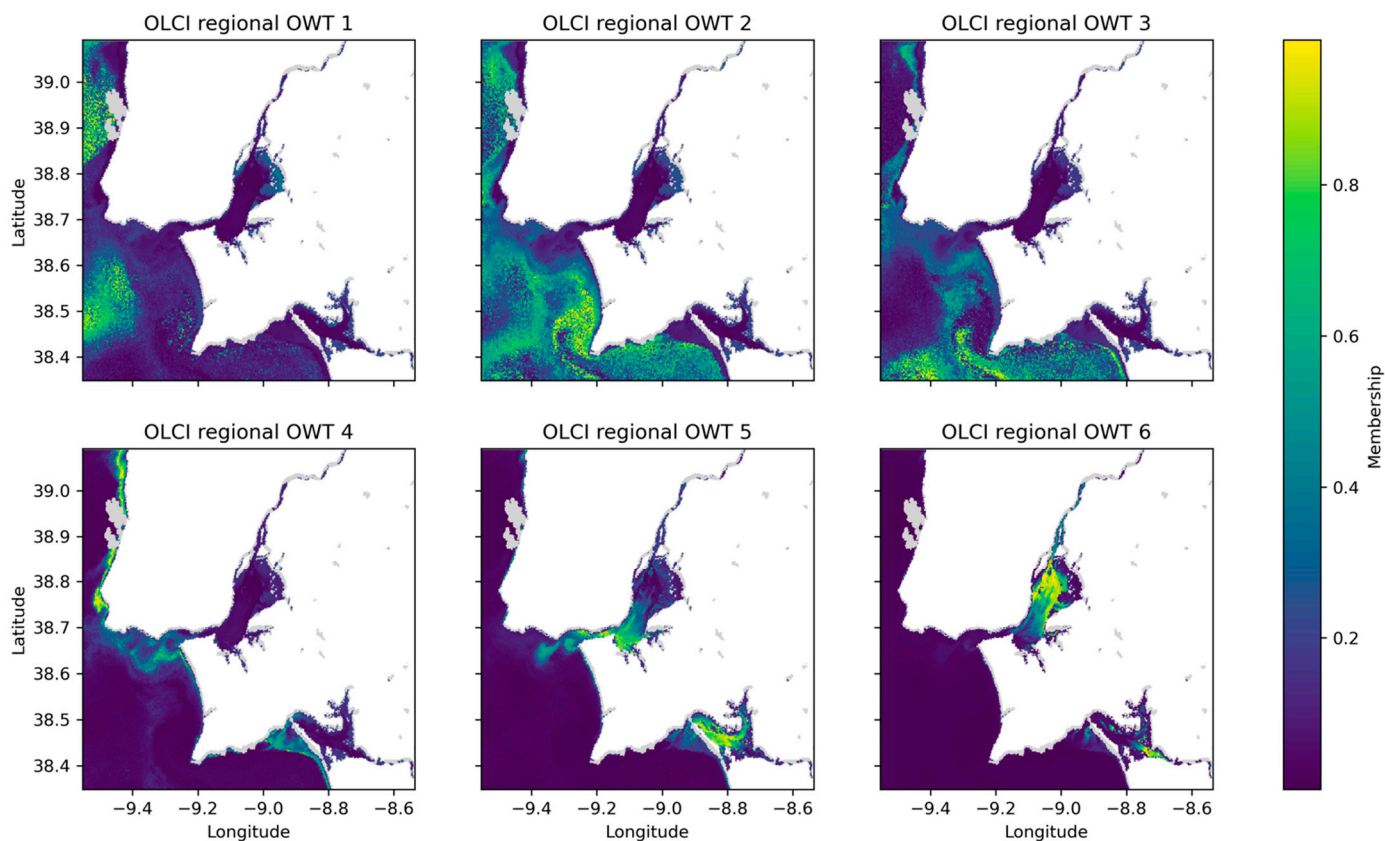 OLCI regional OWT 1 OLCI regional OWT 2 OLCI regional OWT 3
39.0
38.9
38.8
38.7
38.6
38.5
38.4
Latitude
0.8
0.6
0.4
0.2
Membership
OLCI regional OWT 4 OLCI regional OWT 5 OLCI regional OWT 6
39.0
38.9
38.8
38.7
38.6
38.5
38.4
Latitude
−9.4 −9.2 −9.0 −8.8 −8.6
Longitude
−9.4 −9.2 −9.0 −8.8 −8.6
Longitude
−9.4 −9.2 −9.0 −8.8 −8.6
Longitude